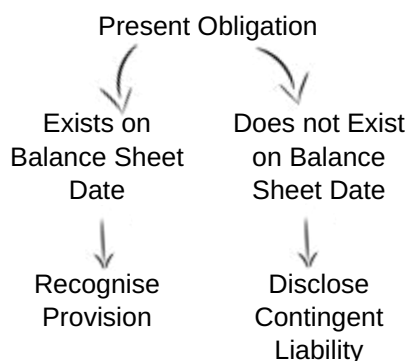 Present Obligation
Exists on
Balance Sheet
Date
Does not Exist
on Balance
Sheet Date
Recognise
Provision
Disclose
Contingent
Liability